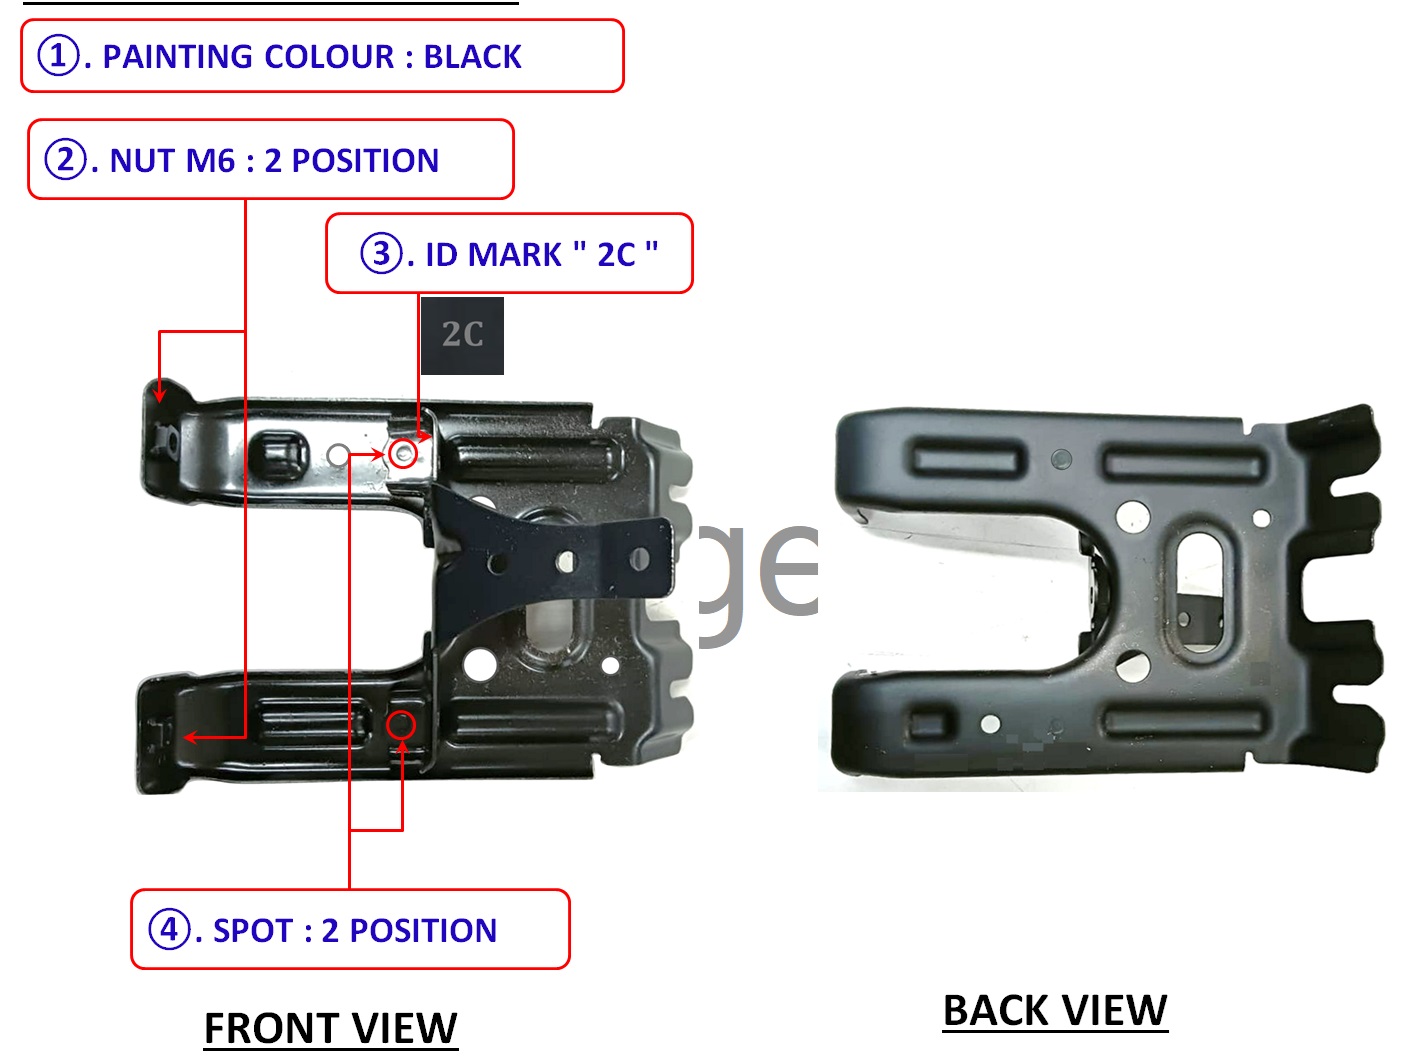 ①. PAINTING COLOUR : BLACK
②. NUT M6 : 2 POSITION
③. ID MARK " 2C "
2C
ge
④. SPOT : 2 POSITION
FRONT VIEW
BACK VIEW